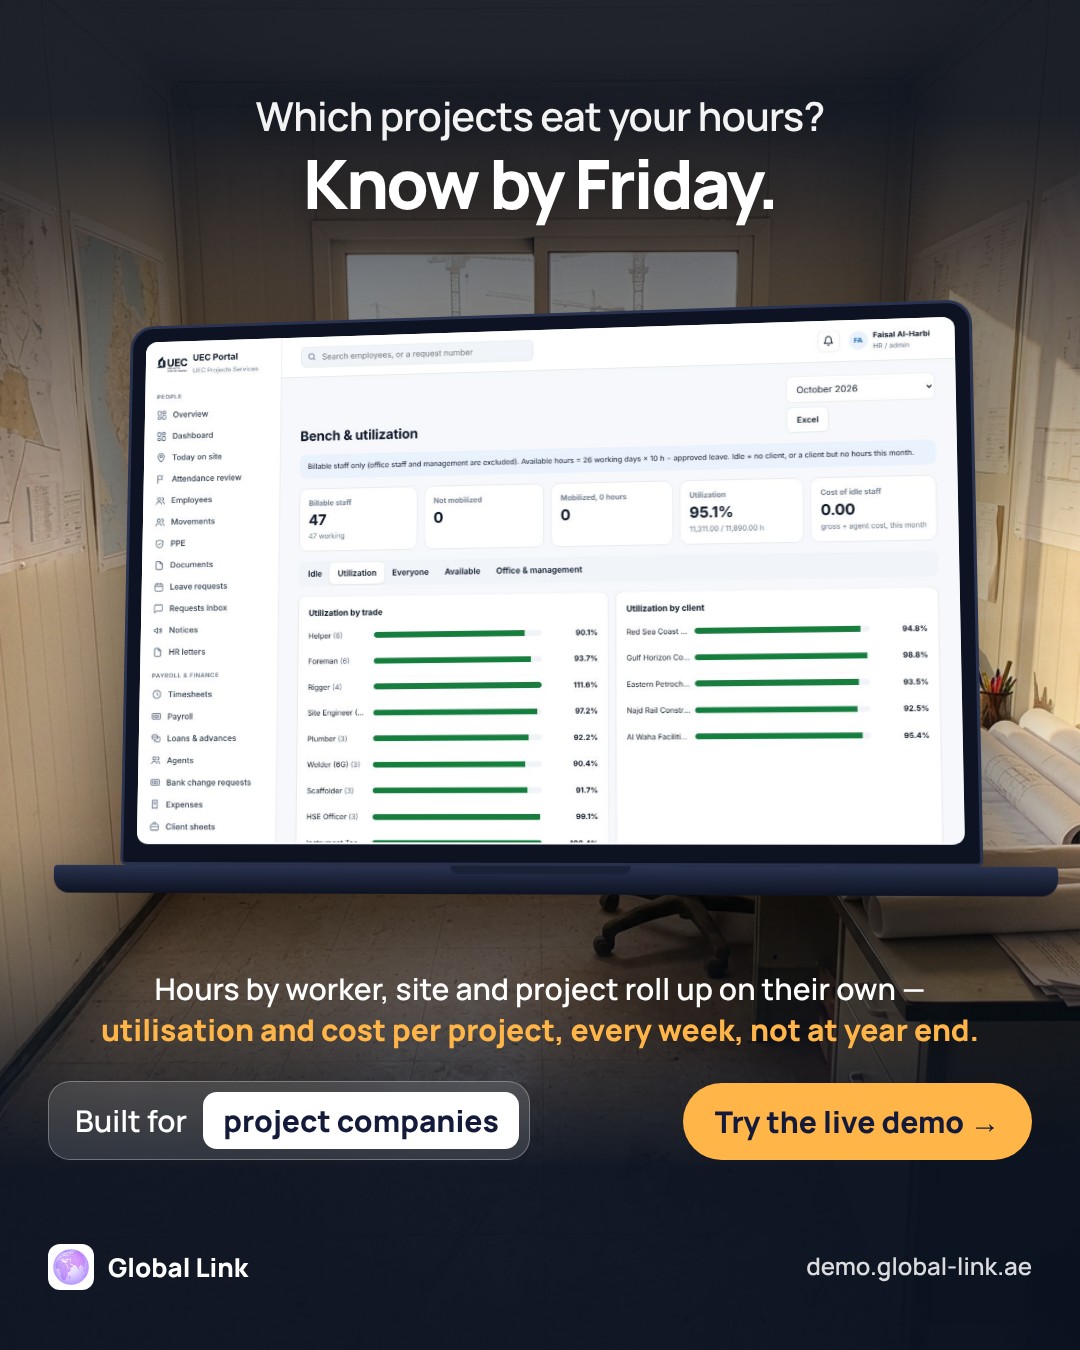 Which projects eat your hours?
Know by Friday.
UEC
UEC Portal
UEC Projects Services
Search employees, or a request number
FA
Faisal Al-Harbi
HR / admin
PEOPLE
Overview
Dashboard
Today on site
Attendance review
Employees
Movements
PPE
Documents
Leave requests
Requests inbox
Notices
HR letters
PAYROLL & FINANCE
Timesheets
Payroll
Loans & advances
Agents
Bank change requests
Expenses
Client sheets
October 2026
Excel
Bench & utilization
Billable staff only (office staff and management are excluded). Available hours = 26 working days × 10 h − approved leave. Idle = no client, or a client but no hours this month.
Billable staff
47
47 working
Not mobilized
0
Mobilized, 0 hours
0
Utilization
95.1%
11,311.00 / 11,890.00 h
Cost of idle staff
0.00
gross + agent cost, this month
Idle Utilization Everyone Available Office & management
Utilization by trade
Helper (6) 90.1%
Foreman (6) 93.7%
Rigger (4) 111.6%
Site Engineer (... 97.2%
Plumber (3) 92.2%
Welder (6G) (3) 90.4%
Scaffolder (3) 91.7%
HSE Officer (3) 99.1%
Utilization by client
Red Sea Coast ... 94.8%
Gulf Horizon Co... 98.8%
Eastern Petroch... 93.5%
Najd Rail Constr... 92.5%
Al Waha Faciliti... 95.4%
Hours by worker, site and project roll up on their own —
utilisation and cost per project, every week, not at year end.
Built for project companies
Try the live demo →
Global Link
demo.global-link.ae